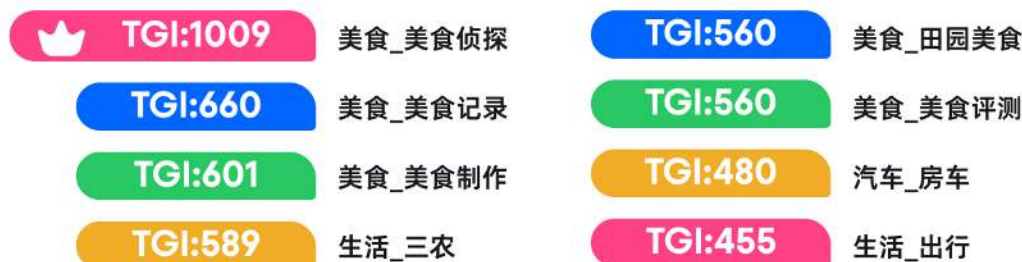 TGI:1009 美食_美食侦探
TGI:660 美食_美食记录
TGI:601 美食_美食制作
TGI:589 生活_三农
TGI:560 美食_田园美食
TGI:560 美食_美食评测
TGI:480 汽车_房车
TGI:455 生活_出行